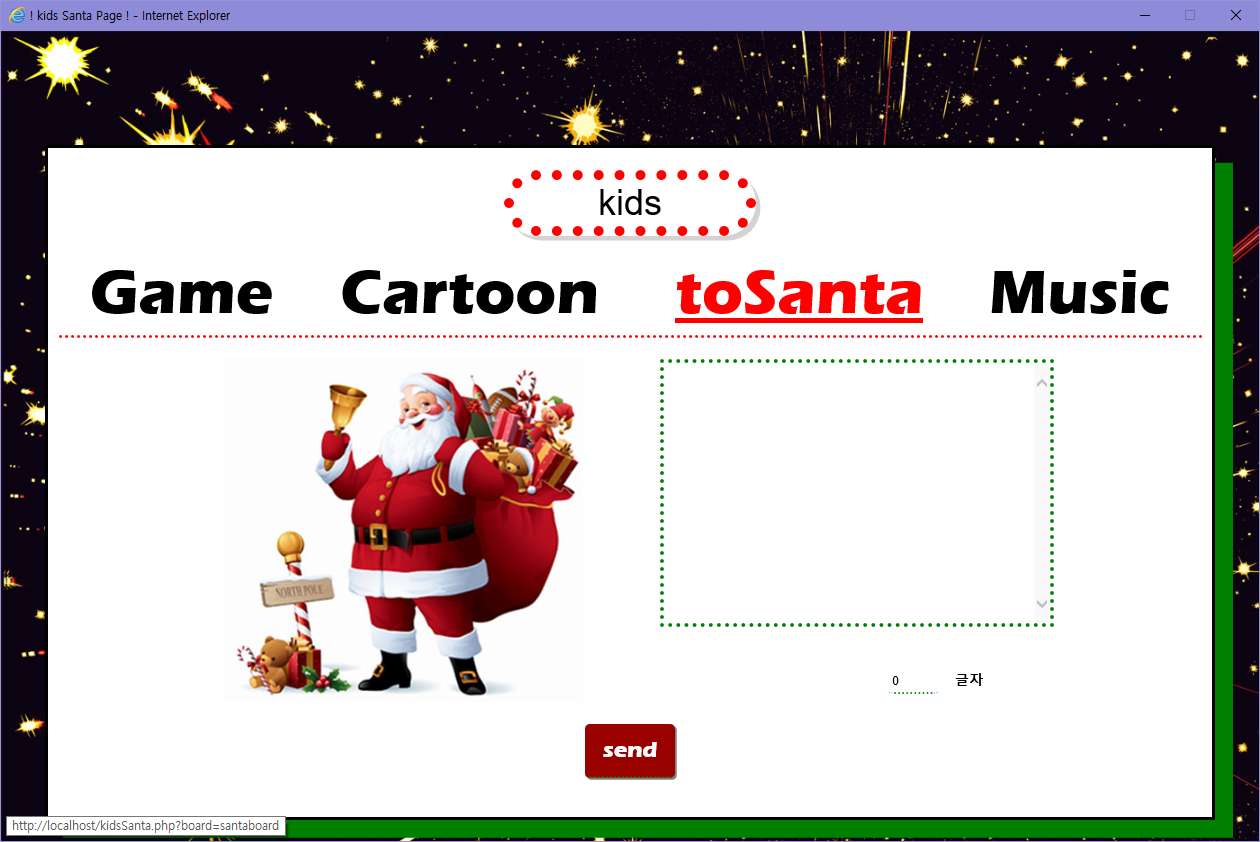 ! kids Santa Page ! - Internet Explorer
kids
Game Cartoon toSanta Music
NORTH POLE
0 글자
send
http://localhost/kidsSanta.php?board=santaboard